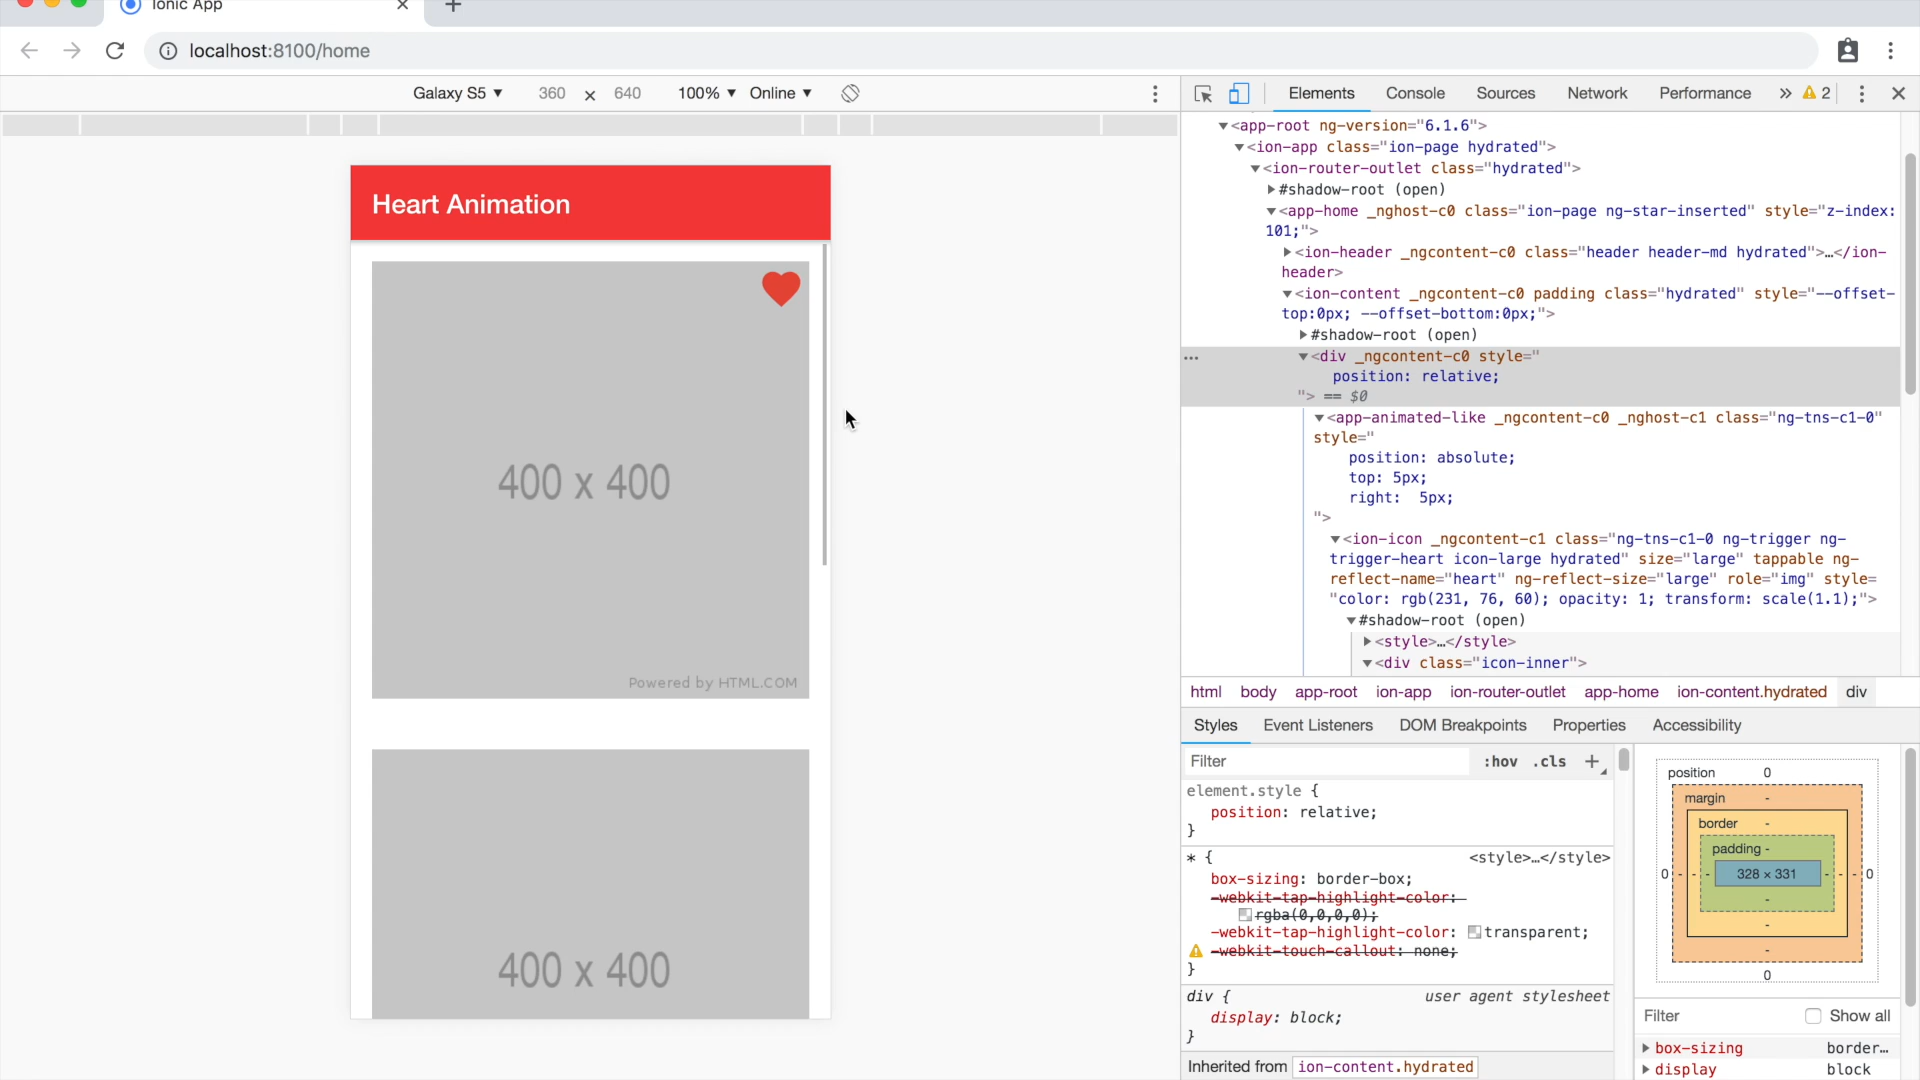 Ionic App
localhost:8100/home
Galaxy S5 ▼ 360 × 640 100% ▼ Online ▼
Heart Animation
400 x 400
Powered by HTML.COM
400 x 400
Elements Console Sources Network Performance » 2
▼<app-root ng-version="6.1.6">
▼<ion-app class="ion-page hydrated">
▼<ion-router-outlet class="hydrated">
▶#shadow-root (open)
▼<app-home _nghost-c0 class="ion-page ng-star-inserted" style="z-index:
101;">
▶<ion-header _ngcontent-c0 class="header header-md hydrated">…</ion-
header>
▼<ion-content _ngcontent-c0 padding class="hydrated" style="--offset-
top:0px; --offset-bottom:0px;">
▶#shadow-root (open)
▼<div _ngcontent-c0 style="
position: relative;
"> == $0
▼<app-animated-like _ngcontent-c0 _nghost-c1 class="ng-tns-c1-0"
style="
position: absolute;
top: 5px;
right:  5px;
">
▼<ion-icon _ngcontent-c1 class="ng-tns-c1-0 ng-trigger ng-
trigger-heart icon-large hydrated" size="large" tappable ng-
reflect-name="heart" ng-reflect-size="large" role="img" style=
"color: rgb(231, 76, 60); opacity: 1; transform: scale(1.1);">
▼#shadow-root (open)
▶<style>…</style>
▼<div class="icon-inner">
html body app-root ion-app ion-router-outlet app-home ion-content.hydrated div
Styles Event Listeners DOM Breakpoints Properties Accessibility
Filter :hov .cls +
element.style {
position: relative;
}
* { <style>…</style>
box-sizing: border-box;
-webkit-tap-highlight-color:
rgba(0,0,0,0);
-webkit-tap-highlight-color: transparent;
-webkit-touch-callout: none;
}
div { user agent stylesheet
display: block;
}
Inherited from ion-content.hydrated
position 0
margin -
border -
padding -
0 - - - 328 × 331 - - - 0
-
-
-
0
Filter Show all
▶ box-sizing border…
▶ display block